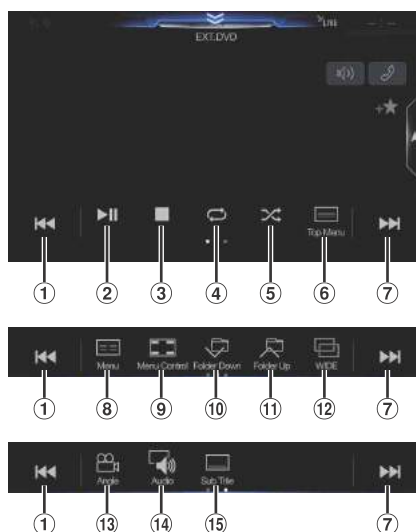 EXT.DVD
LIVE
Top Menu
1 2 3 4 5 6 7
Menu Menu Control Folder Down Folder Up WIDE
1 8 9 10 11 12 7
Angle Audio Sub Title
1 13 14 15 7